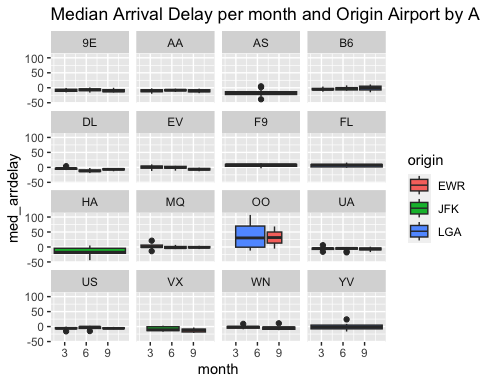 Median Arrival Delay per month and Origin Airport by A
9E AA AS B6
100
50
0
-50
DL EV F9 FL
100
50
0
-50
HA MQ OO UA
100
50
0
-50
US VX WN YV
100
50
0
-50
3 6 9 3 6 9 3 6 9 3 6 9
month
med_arrdelay
origin
EWR
JFK
LGA